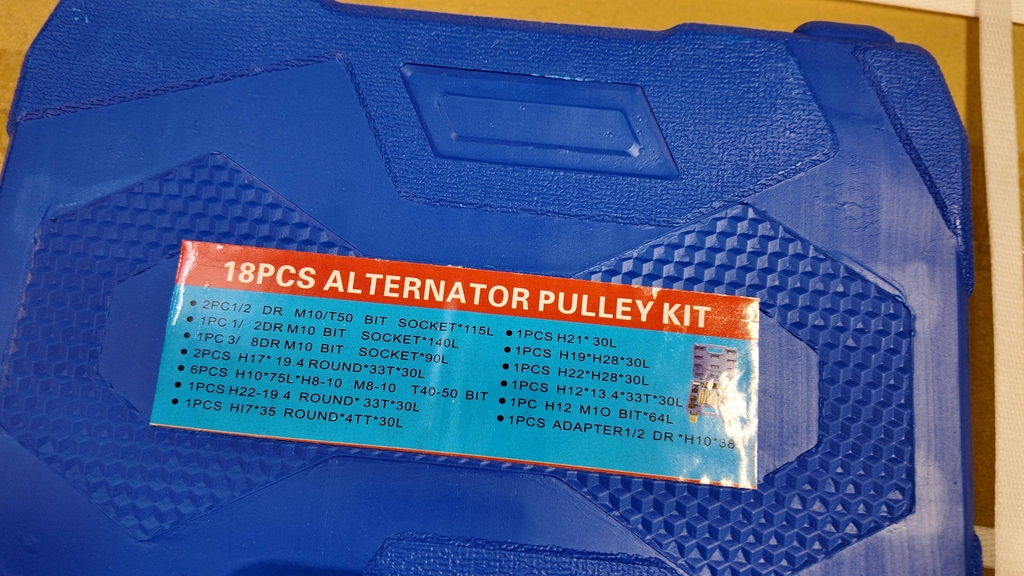 18PCS ALTERNATOR PULLEY KIT
● 2PC1/2 DR M10/T50 BIT SOCKET*115L
● 1PC 1/ 2DR M10 BIT SOCKET*140L
● 1PC 3/ 8DR M10 BIT SOCKET*90L
● 2PCS H17* 19.4 ROUND*33T*30L
● 6PCS H10*75L*H8-10 M8-10 T40-50 BIT
● 1PCS H22-19.4 ROUND* 33T*30L
● 1PCS HI7*35 ROUND*4TT*30L
● 1PCS H21* 30L
● 1PCS H19*H28*30L
● 1PCS H22*H28*30L
● 1PCS H12*13.4*33T*30L
● 1PC H12 M1O BIT*64L
● 1PCS ADAPTER1/2 DR *H10*38